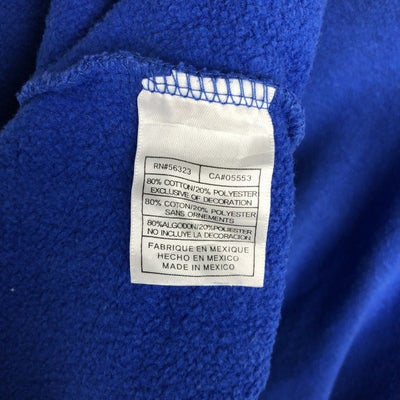 RN#56323 CA#05553
80% COTTON/20% POLYESTER
EXCLUSIVE OF DECORATION
80% COTON/20% POLYESTER
SANS ORNEMENTS
80%ALGODON/20%POLIESTER
NO INCLUYE LA DECORACION
FABRIQUE EN MEXIQUE
HECHO EN MEXICO
MADE IN MEXICO